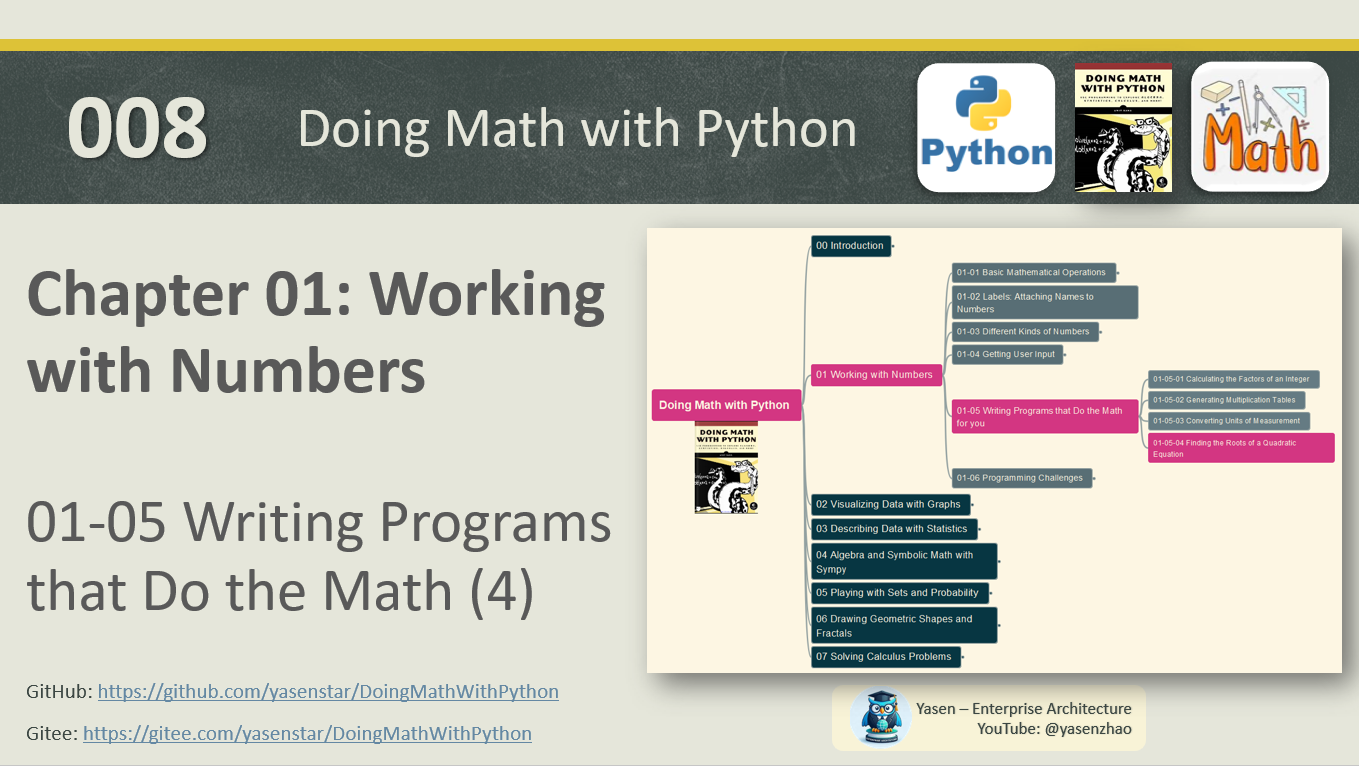 008
Doing Math with Python
Python
DOING MATH
WITH PYTHON
Math
Chapter 01: Working
with Numbers
01-05 Writing Programs
that Do the Math (4)
GitHub: https://github.com/yasenstar/DoingMathWithPython
Gitee: https://gitee.com/yasenstar/DoingMathWithPython
Doing Math with Python
DOING MATH
WITH PYTHON
00 Introduction
01 Working with Numbers
01-01 Basic Mathematical Operations
01-02 Labels: Attaching Names to
Numbers
01-03 Different Kinds of Numbers
01-04 Getting User Input
01-05 Writing Programs that Do the Math
for you
01-05-01 Calculating the Factors of an Integer
01-05-02 Generating Multiplication Tables
01-05-03 Converting Units of Measurement
01-05-04 Finding the Roots of a Quadratic
Equation
01-06 Programming Challenges
02 Visualizing Data with Graphs
03 Describing Data with Statistics
04 Algebra and Symbolic Math with
Sympy
05 Playing with Sets and Probability
06 Drawing Geometric Shapes and
Fractals
07 Solving Calculus Problems
Yasen – Enterprise Architecture
YouTube: @yasenzhao